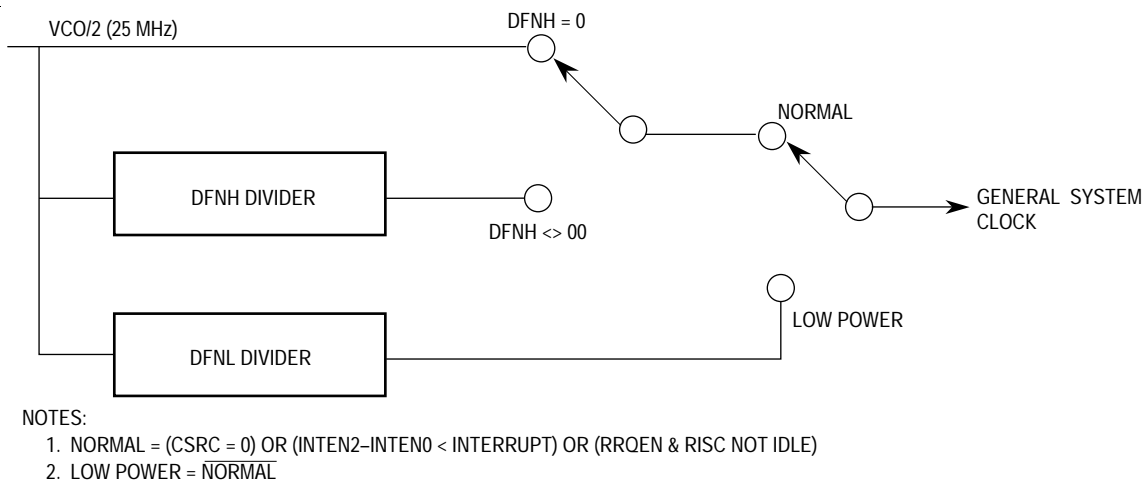 VCO/2 (25 MHz)
DFNH = 0
NORMAL
DFNH DIVIDER
GENERAL SYSTEM
CLOCK
DFNH <> 00
LOW POWER
DFNL DIVIDER
NOTES:
1. NORMAL = (CSRC = 0) OR (INTEN2–INTEN0 < INTERRUPT) OR (RRQEN & RISC NOT IDLE)
2. LOW POWER = N̅O̅R̅M̅A̅L̅